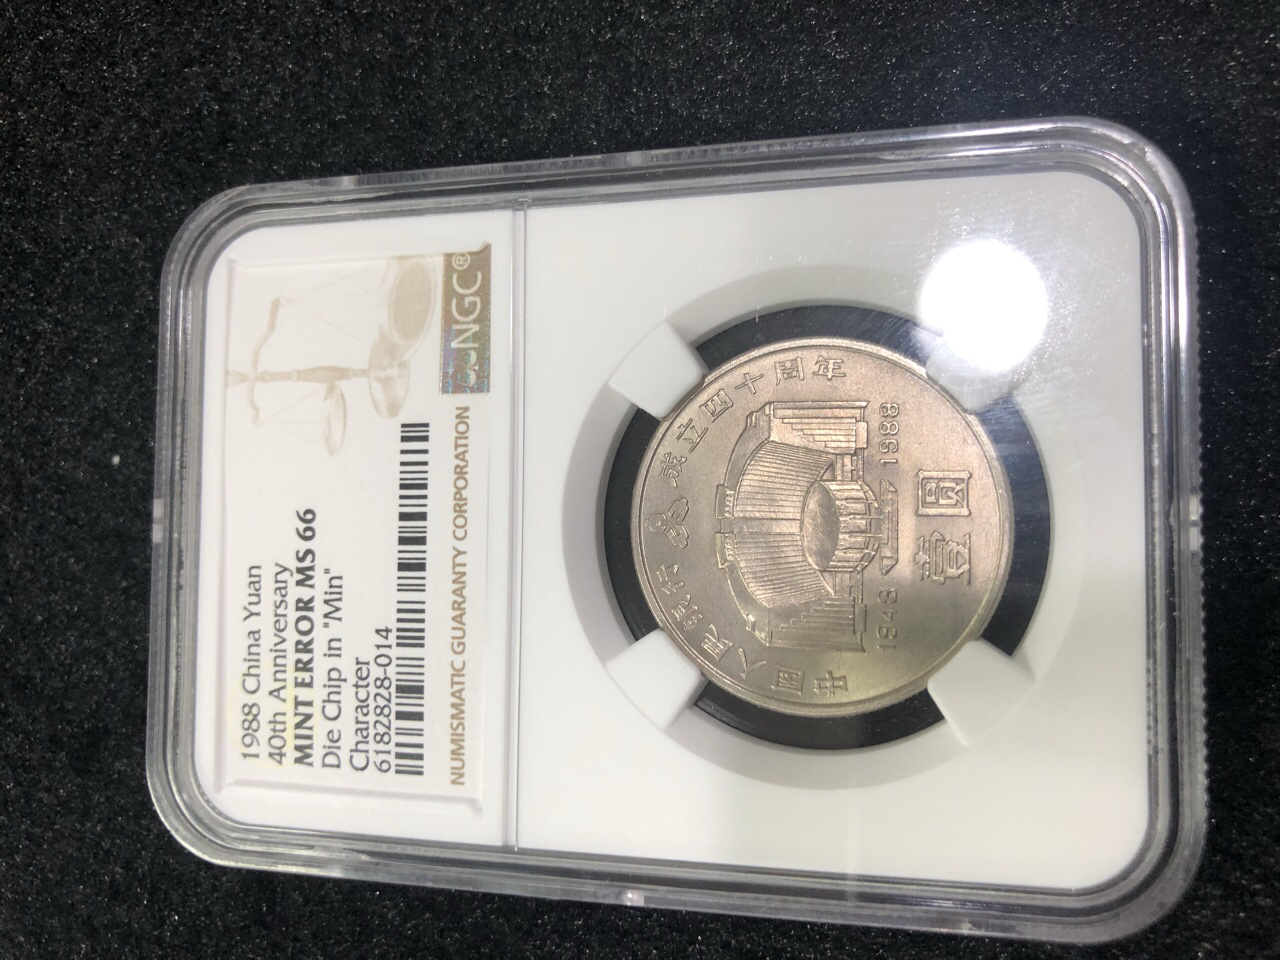 1988 China Yuan
40th Anniversary
MINT ERROR MS 66
Die Chip in "Min"
Character
6182828-014
NGC®
NUMISMATIC GUARANTY CORPORATION
中国人民银行成立四十周年
1948 1988
壹圆